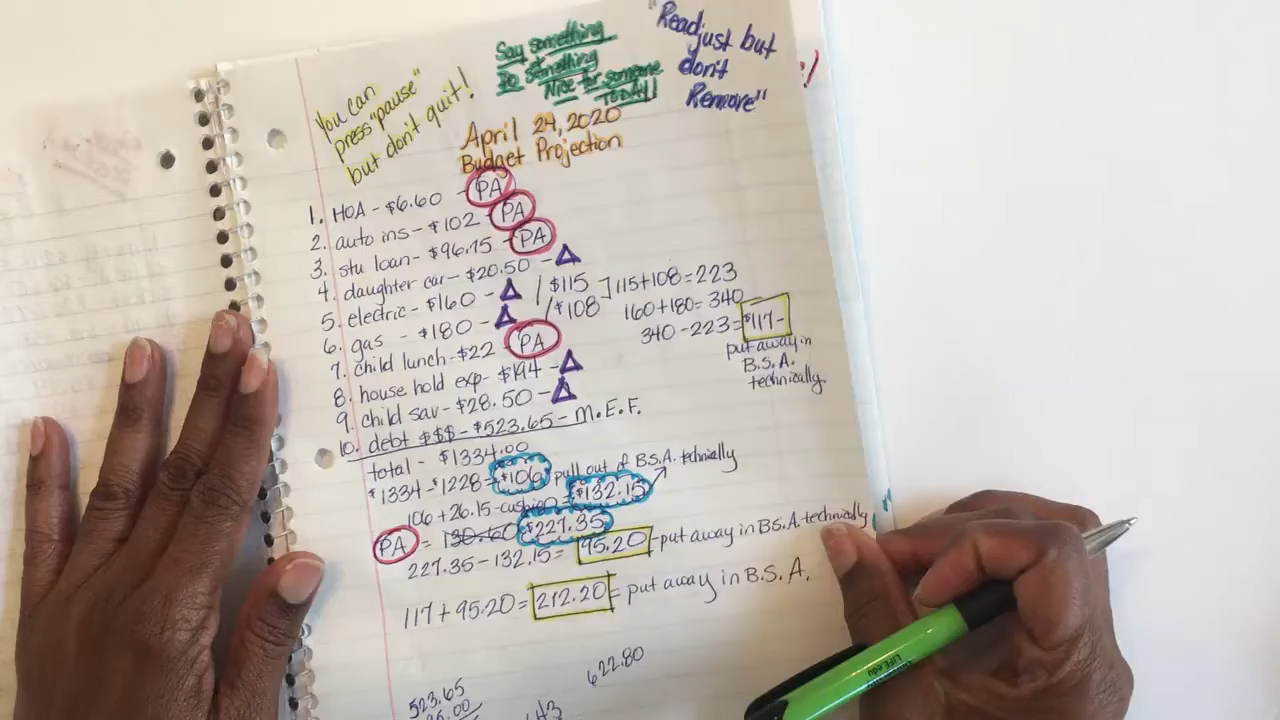 Say something
Do Something
Nice for someone
TODAY!
"Readjust but
don't
Remove"
You can
press "pause"
but don't quit!
April 24, 2020
Budget Projection
1. HOA - $6.60 - PA
2. auto ins - $102 - PA
3. stu loan - $96.75 - PA
4. daughter car - $20.50 - Δ
5. electric - $160 - Δ / $115 ] 115+108 = 223
6. gas - $180 - Δ / $108 160+180 = 340
340 - 223 = $117 -
put away in
B.S.A.
technically.
7. child lunch - $22 PA
8. house hold exp - $194 - Δ
9. child sav - $28.50 - Δ
10. debt $$$ - $523.65 - M.E.F.
total - $1334.00
$1334 - $1228 = $106 pull out of B.S.A. technically
106 + 26.15 - cushion = $132.15
PA = $227.35
227.35 - 132.15 = 95.20 - put away in B.S.A. technically
117 + 95.20 = 212.20 = put away in B.S.A.
622.80
523.65
LIFE.edu